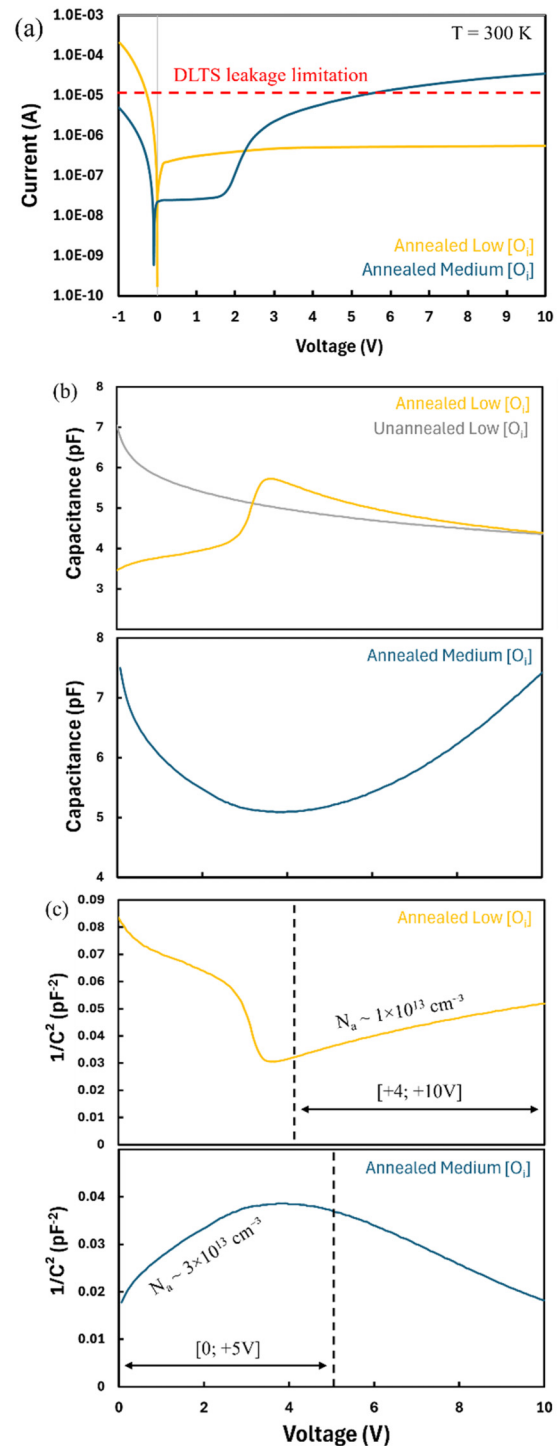 (a)
1.0E-03
1.0E-04
1.0E-05
1.0E-06
1.0E-07
1.0E-08
1.0E-09
1.0E-10
Current (A)
T = 300 K
DLTS leakage limitation
Annealed Low [Oᵢ]
Annealed Medium [Oᵢ]
-1 0 1 2 3 4 5 6 7 8 9 10
Voltage (V)
(b)
8
7
6
5
4
3
Capacitance (pF)
Annealed Low [Oᵢ]
Unannealed Low [Oᵢ]
8
7
6
5
4
Capacitance (pF)
Annealed Medium [Oᵢ]
(c)
0.09
0.08
0.07
0.06
0.05
0.04
0.03
0.02
0.01
0
1/C² (pF⁻²)
Annealed Low [Oᵢ]
Nₐ ~ 1×10¹³ cm⁻³
[+4; +10V]
0.04
0.03
0.02
0.01
0
1/C² (pF⁻²)
Annealed Medium [Oᵢ]
Nₐ ~ 3×10¹³ cm⁻³
[0; +5V]
0 2 4 6 8 10
Voltage (V)